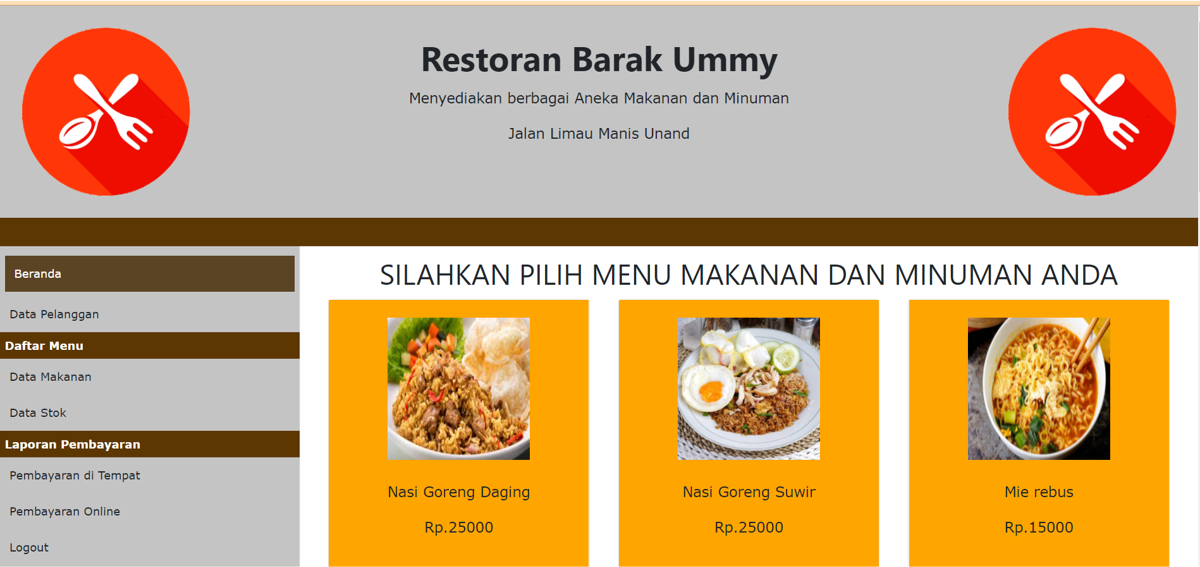 Restoran Barak Ummy
Menyediakan berbagai Aneka Makanan dan Minuman
Jalan Limau Manis Unand
Beranda
Data Pelanggan
Daftar Menu
Data Makanan
Data Stok
Laporan Pembayaran
Pembayaran di Tempat
Pembayaran Online
Logout
SILAHKAN PILIH MENU MAKANAN DAN MINUMAN ANDA
Nasi Goreng Daging
Rp.25000
Nasi Goreng Suwir
Rp.25000
Mie rebus
Rp.15000